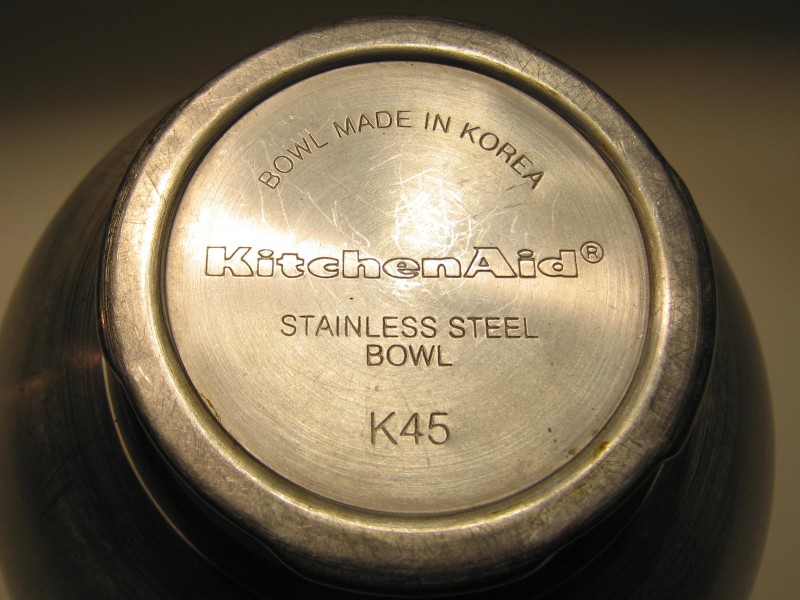 BOWL MADE IN KOREA
KitchenAid®
STAINLESS STEEL
BOWL
K45